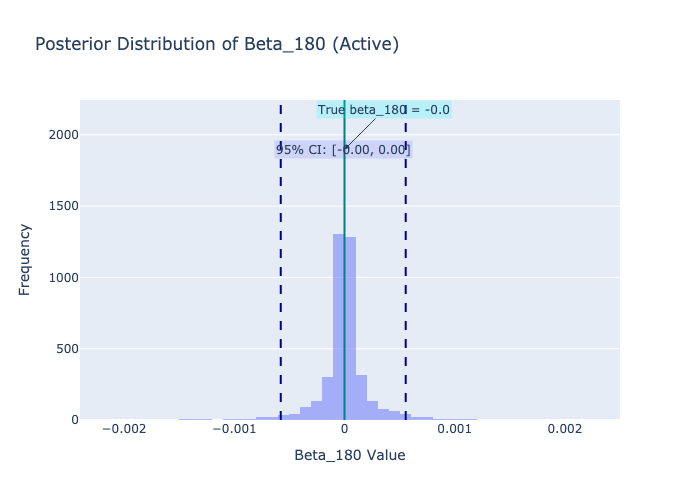 Posterior Distribution of Beta_180 (Active)
True beta_180 = -0.0
95% CI: [-0.00, 0.00]
2000
1500
1000
500
0
Frequency
−0.002
−0.001
0
0.001
0.002
Beta_180 Value